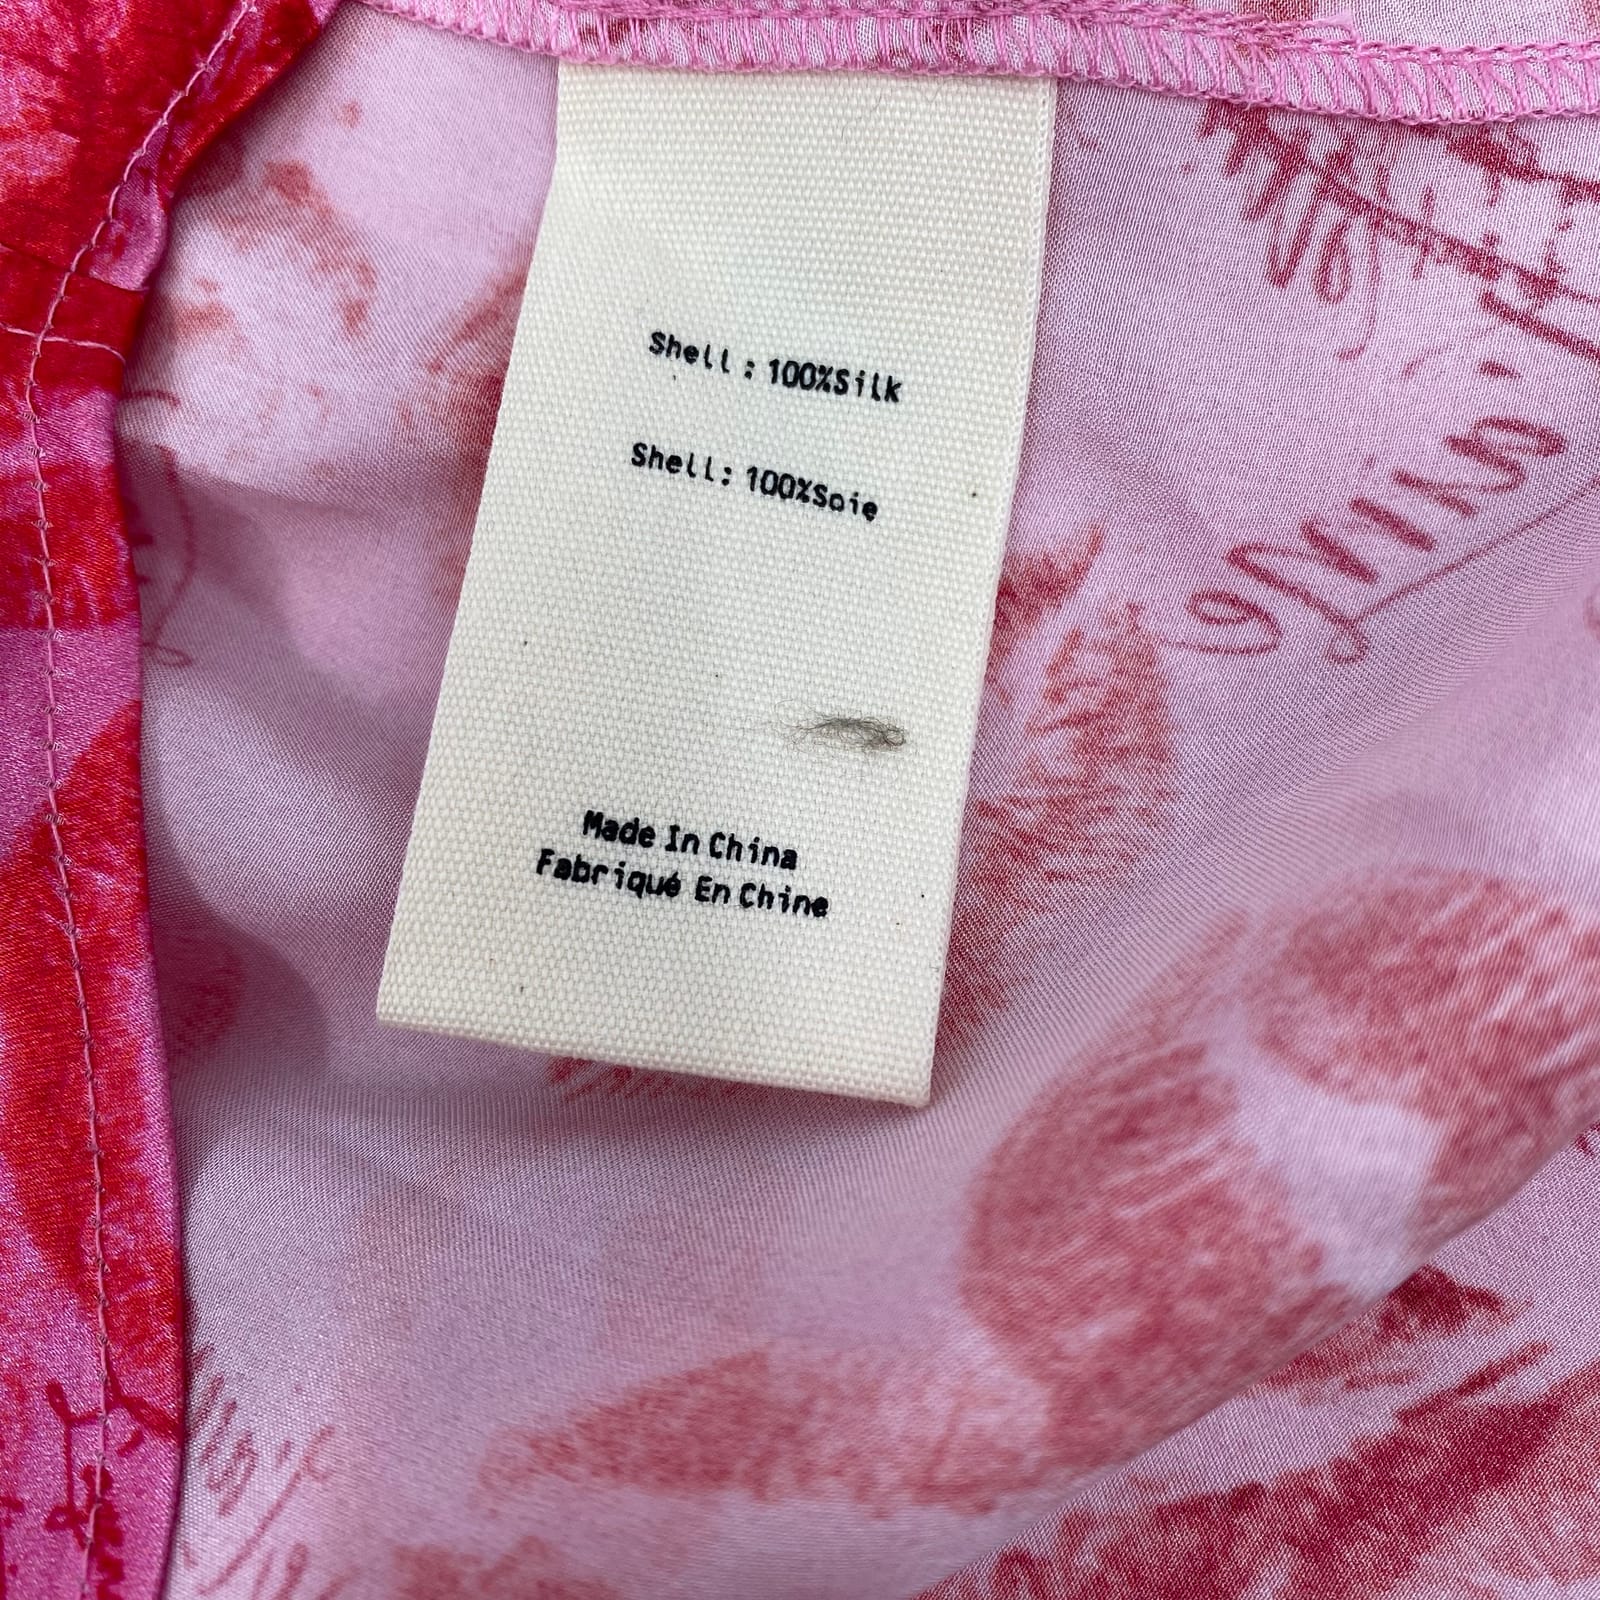 Shell : 100%Silk
Shell: 100%Soie
Made In China
Fabriqué En Chine